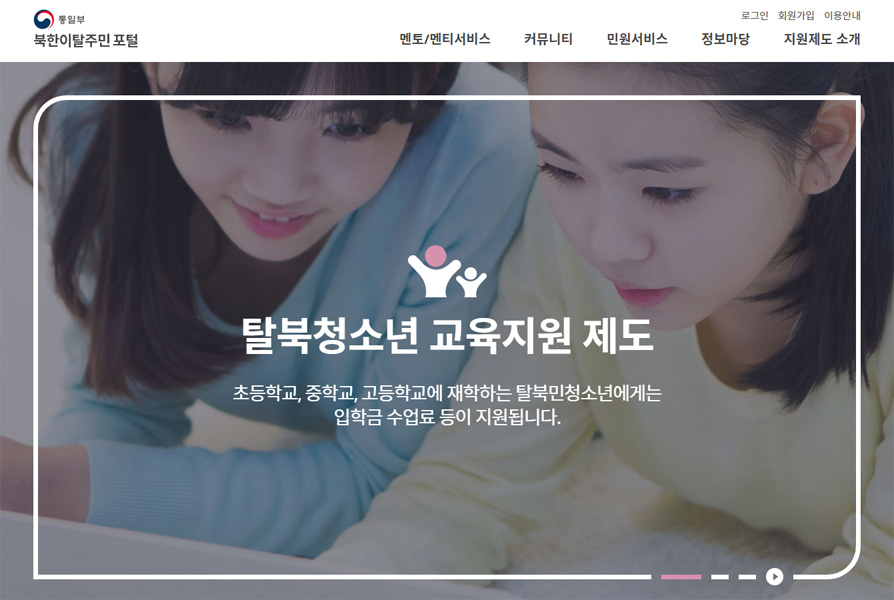 통일부
북한이탈주민 포털
로그인 회원가입 이용안내
멘토/멘티서비스 커뮤니티 민원서비스 정보마당 지원제도 소개
탈북청소년 교육지원 제도
초등학교, 중학교, 고등학교에 재학하는 탈북민청소년에게는
입학금 수업료 등이 지원됩니다.